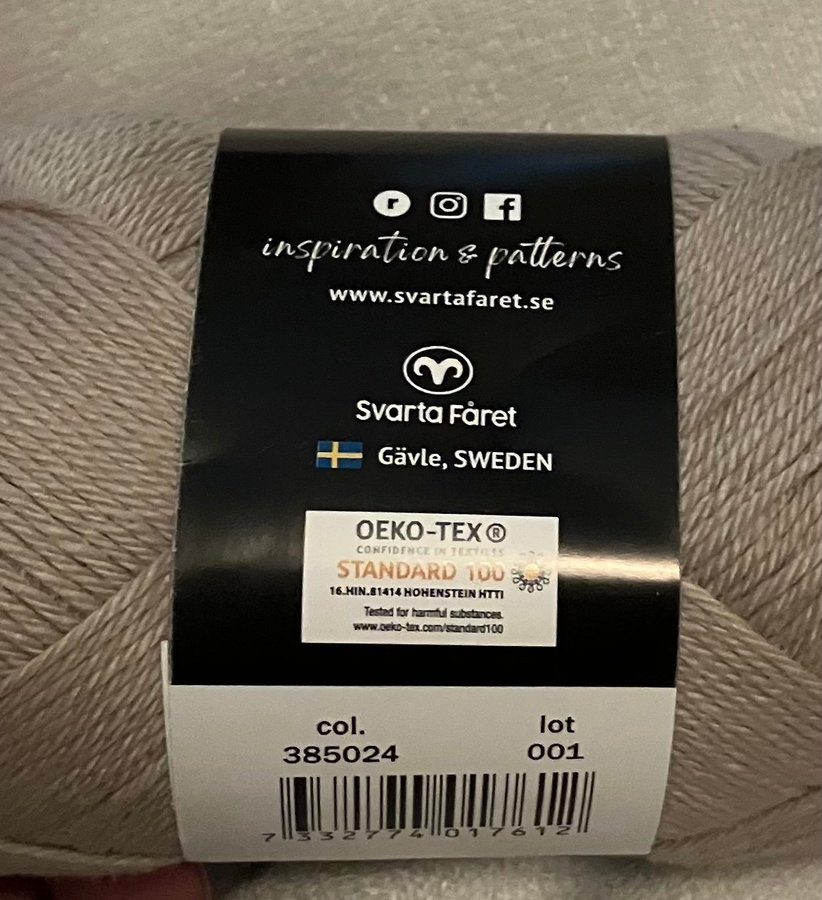 inspiration & patterns
www.svartafaret.se
Svarta Fåret
Gävle, SWEDEN
OEKO-TEX®
CONFIDENCE IN TEXTILES
STANDARD 100
16.HIN.81414 HOHENSTEIN HTTI
Tested for harmful substances.
www.oeko-tex.com/standard100
col. lot
385024 001
7 332774 017612